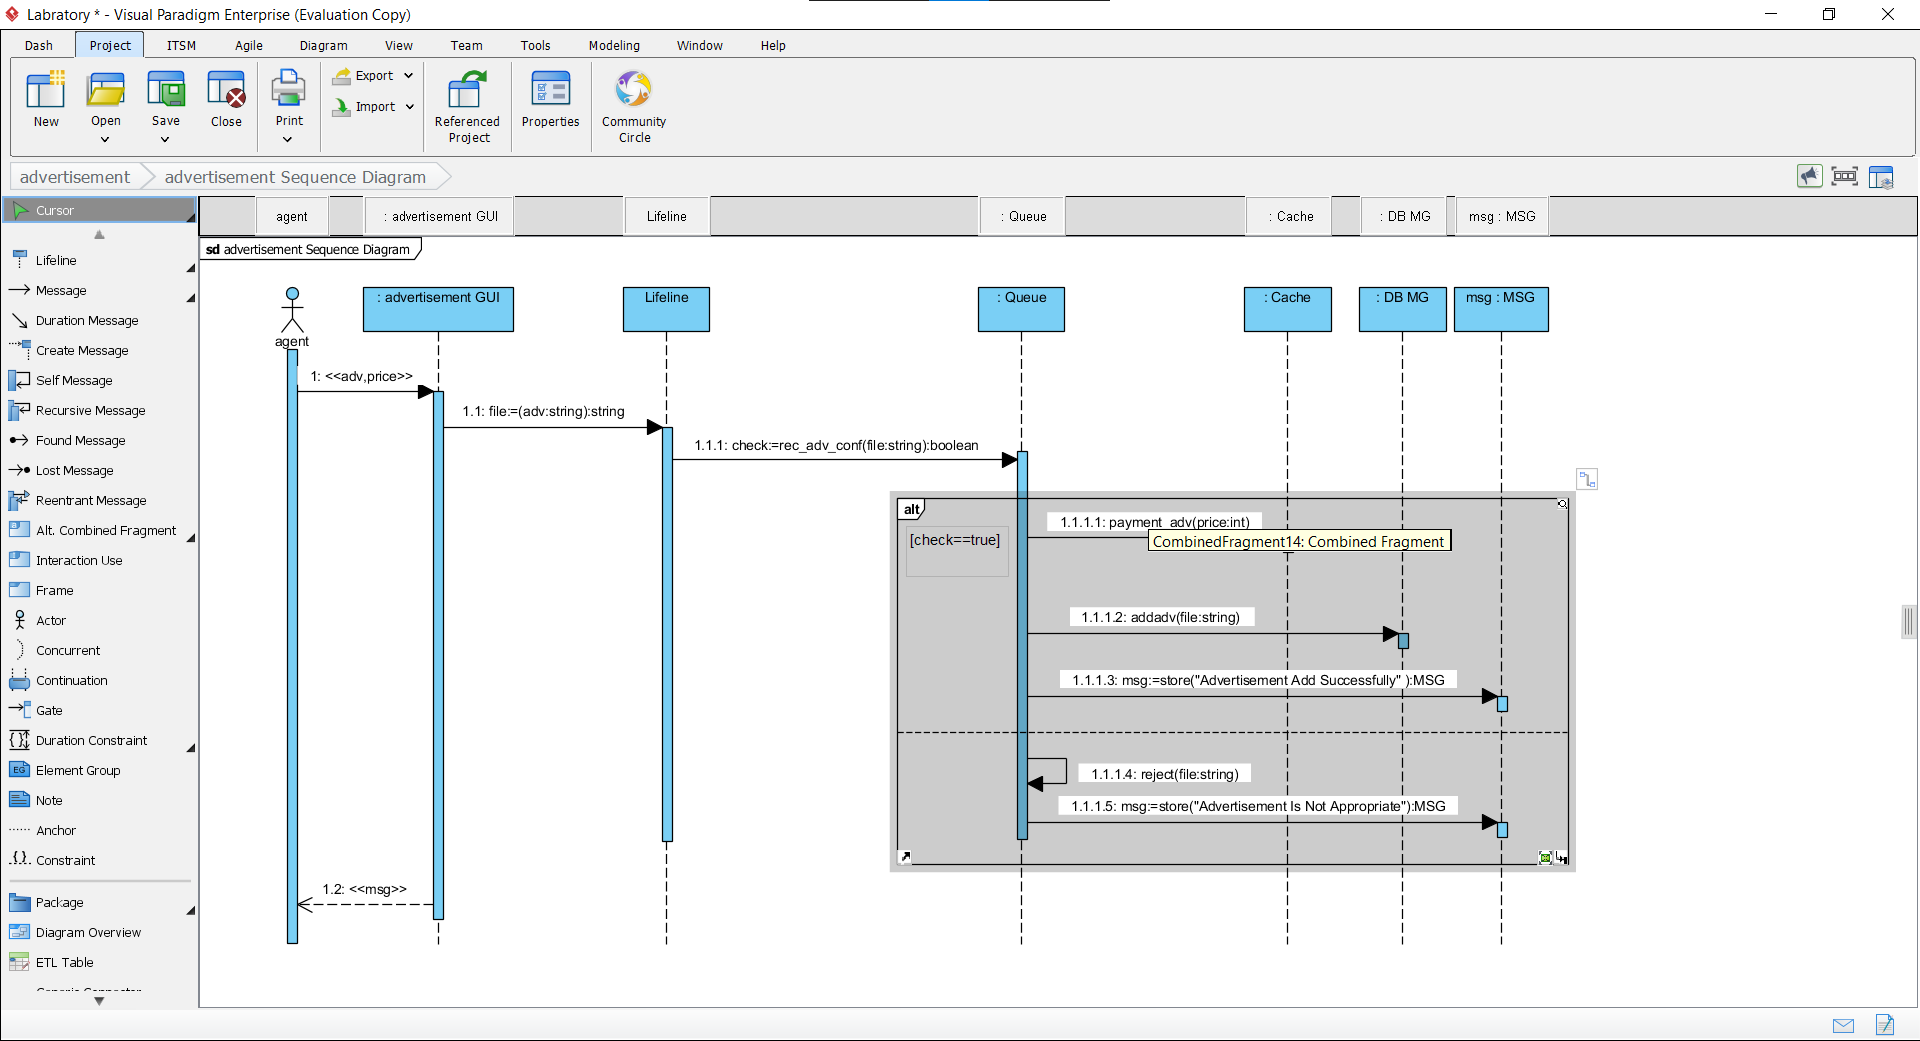 Labratory * - Visual Paradigm Enterprise (Evaluation Copy)
Dash Project ITSM Agile Diagram View Team Tools Modeling Window Help
New Open Save Close Print Export Import Referenced Project Properties Community Circle
advertisement advertisement Sequence Diagram
Cursor
agent : advertisement GUI Lifeline : Queue : Cache : DB MG msg : MSG
sd advertisement Sequence Diagram
Lifeline
Message
Duration Message
Create Message
Self Message
Recursive Message
Found Message
Lost Message
Reentrant Message
Alt. Combined Fragment
Interaction Use
Frame
Actor
Concurrent
Continuation
Gate
Duration Constraint
EG Element Group
Note
Anchor
Constraint
Package
Diagram Overview
ETL Table
: advertisement GUI Lifeline : Queue : Cache : DB MG msg : MSG
agent
1: <<adv,price>>
1.1: file:=(adv:string):string
1.1.1: check:=rec_adv_conf(file:string):boolean
alt
1.1.1.1: payment_adv(price:int)
[check==true]
CombinedFragment14: Combined Fragment
1.1.1.2: addadv(file:string)
1.1.1.3: msg:=store("Advertisement Add Successfully" ):MSG
1.1.1.4: reject(file:string)
1.1.1.5: msg:=store("Advertisement Is Not Appropriate"):MSG
1.2: <<msg>>